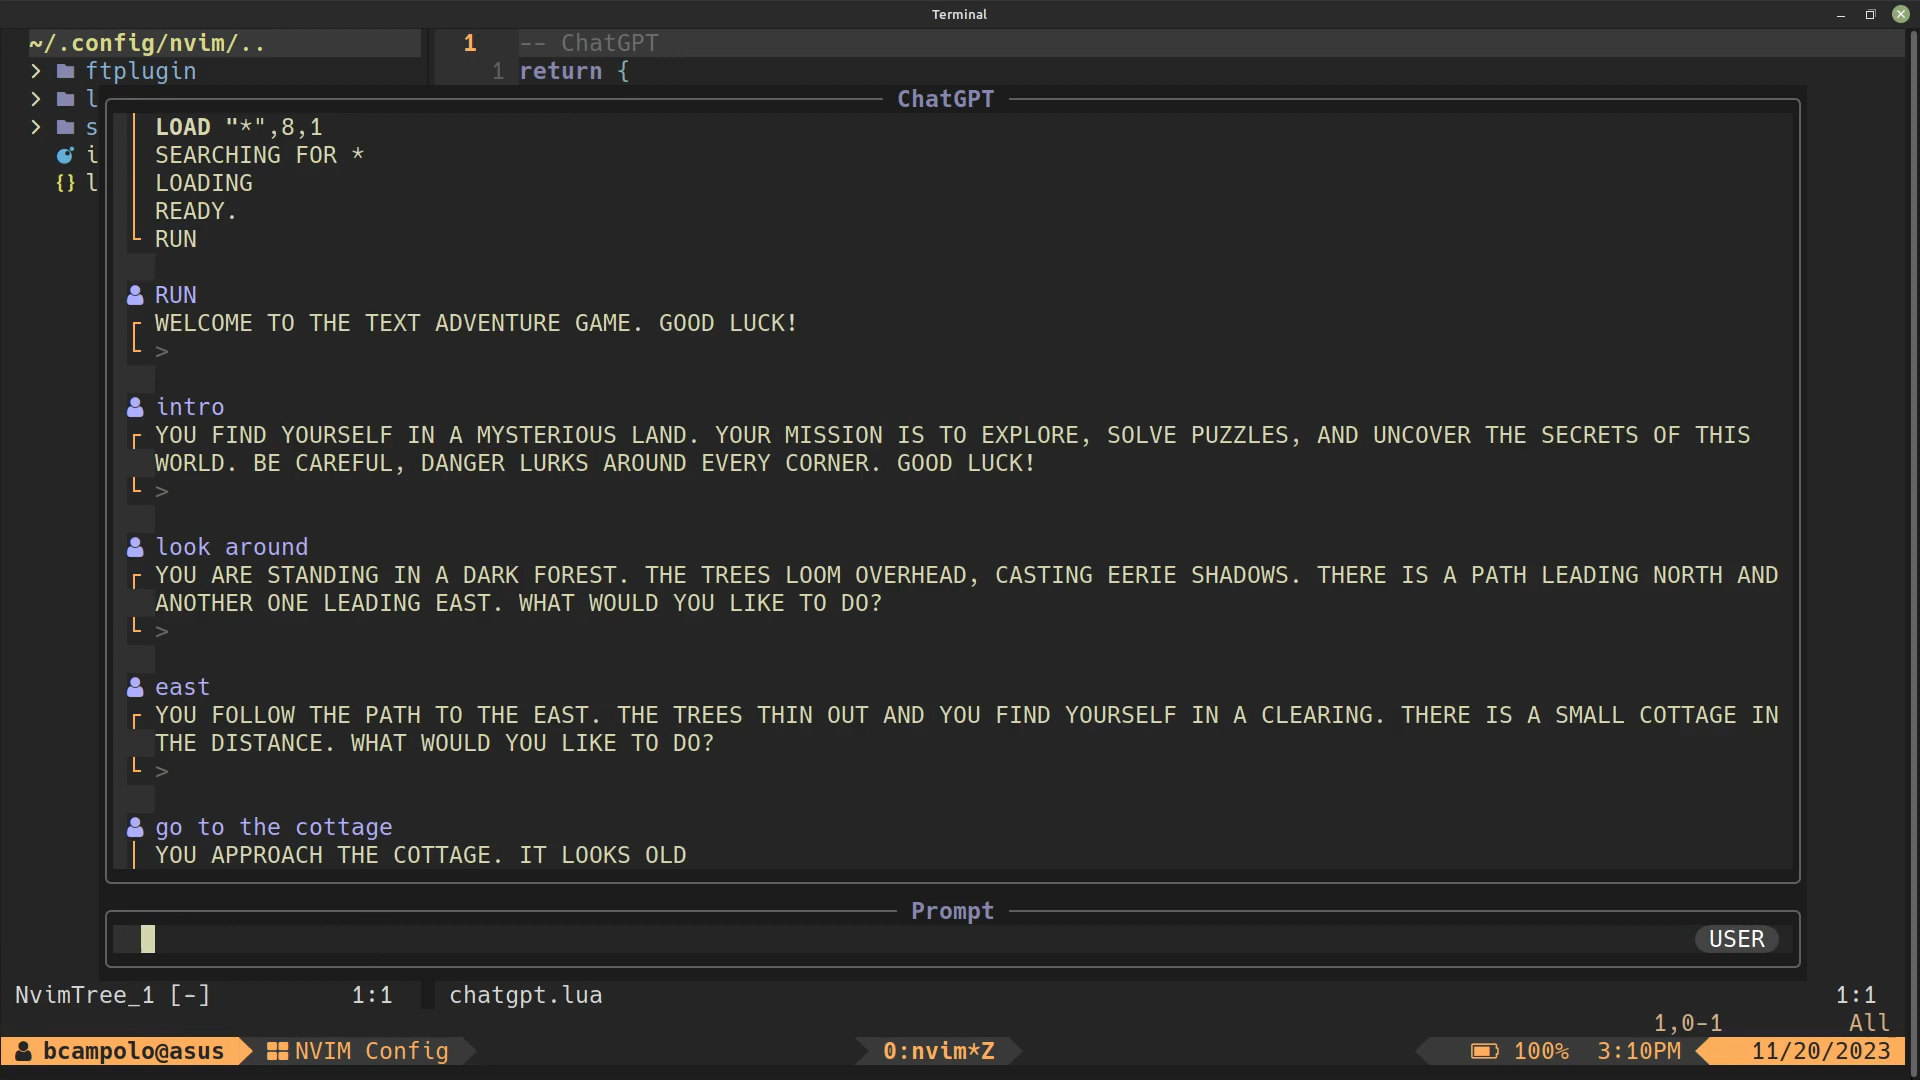 Terminal
~/.config/nvim/..
ftplugin
l
s
i
{} l
1 -- ChatGPT
1 return {
ChatGPT
LOAD "*",8,1
SEARCHING FOR *
LOADING
READY.
RUN
RUN
WELCOME TO THE TEXT ADVENTURE GAME. GOOD LUCK!
>
intro
YOU FIND YOURSELF IN A MYSTERIOUS LAND. YOUR MISSION IS TO EXPLORE, SOLVE PUZZLES, AND UNCOVER THE SECRETS OF THIS
WORLD. BE CAREFUL, DANGER LURKS AROUND EVERY CORNER. GOOD LUCK!
>
look around
YOU ARE STANDING IN A DARK FOREST. THE TREES LOOM OVERHEAD, CASTING EERIE SHADOWS. THERE IS A PATH LEADING NORTH AND
ANOTHER ONE LEADING EAST. WHAT WOULD YOU LIKE TO DO?
>
east
YOU FOLLOW THE PATH TO THE EAST. THE TREES THIN OUT AND YOU FIND YOURSELF IN A CLEARING. THERE IS A SMALL COTTAGE IN
THE DISTANCE. WHAT WOULD YOU LIKE TO DO?
>
go to the cottage
YOU APPROACH THE COTTAGE. IT LOOKS OLD
Prompt
USER
NvimTree_1 [-] 1:1 chatgpt.lua 1:1
1,0-1 All
bcampolo@asus NVIM Config 0:nvim*Z 100% 3:10PM 11/20/2023